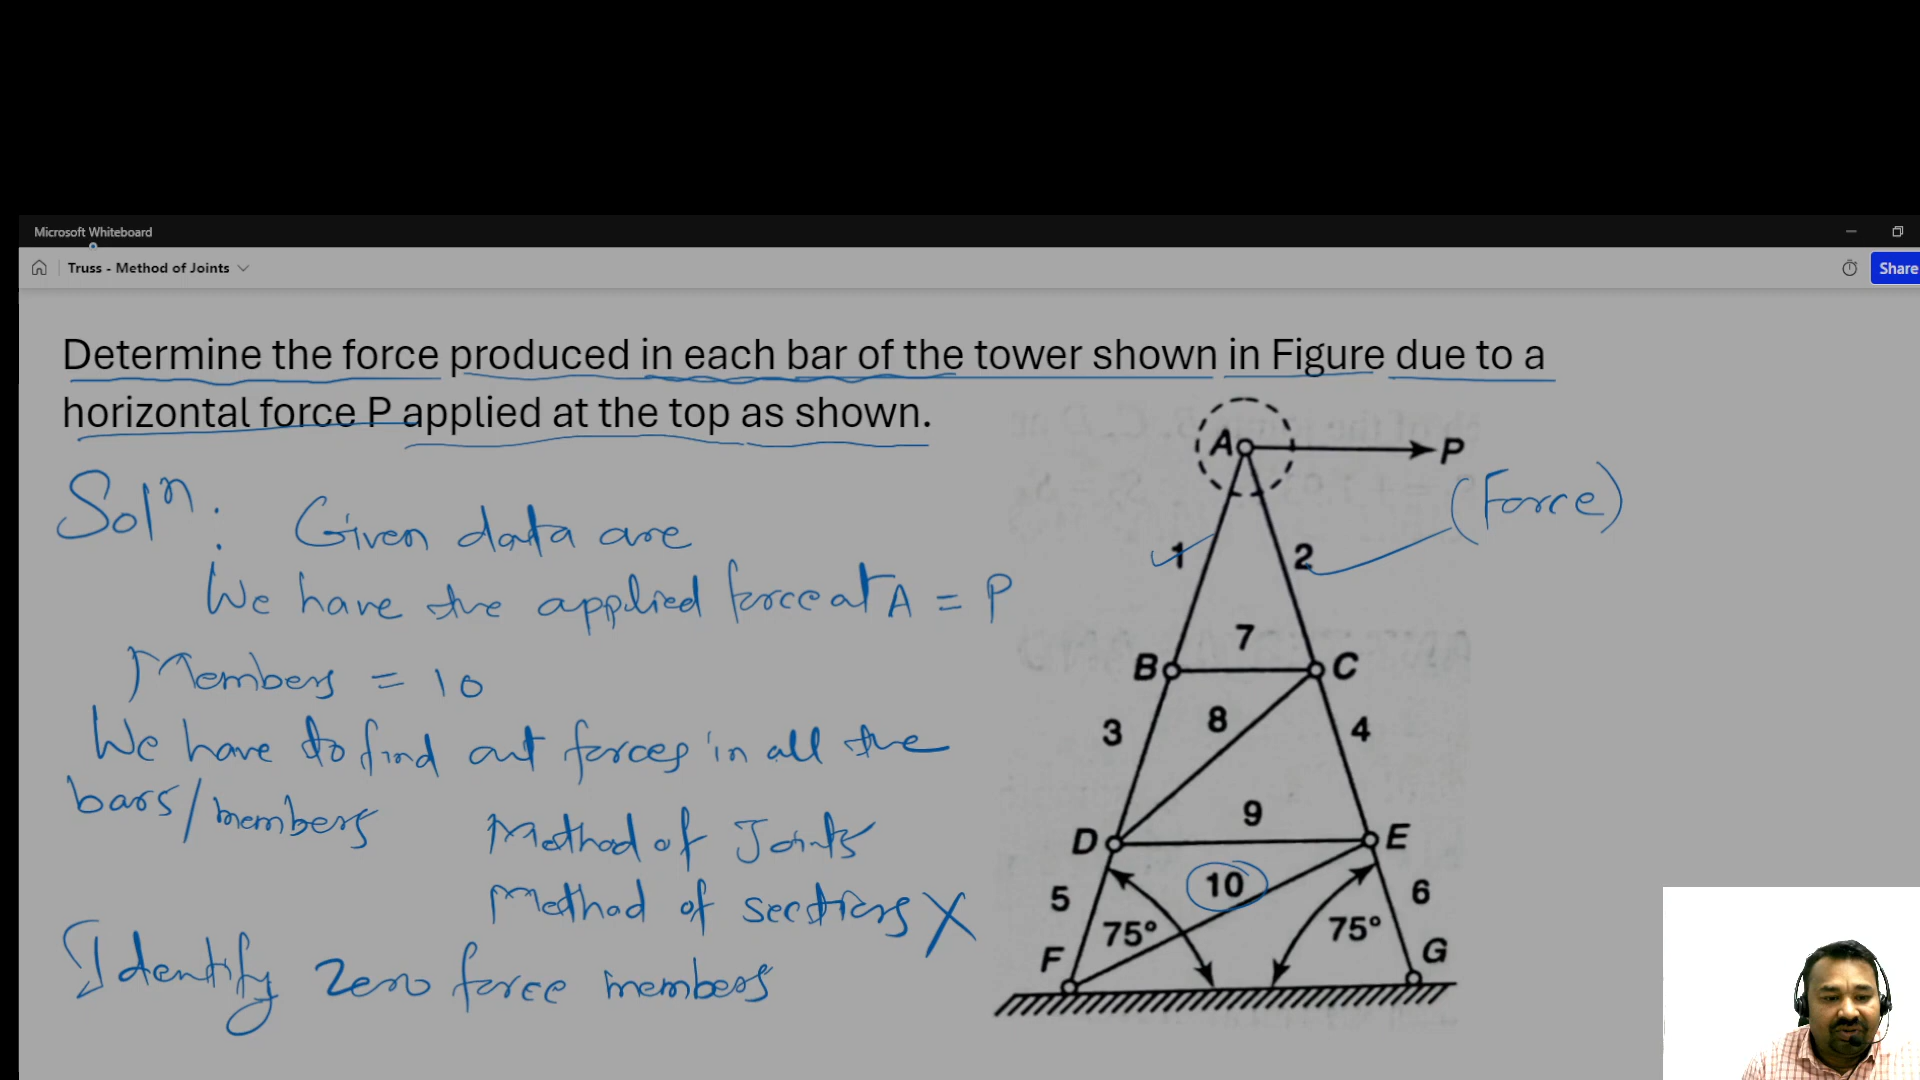 Microsoft Whiteboard
Truss - Method of Joints
Share
Determine the force produced in each bar of the tower shown in Figure due to a
horizontal force P applied at the top as shown.
Solⁿ: Given data are
We have the applied force at A = P
Members = 10
We have to find out forces in all the
bars/members
Method of Joints
Method of sections X
Identify Zero force members
A P
(Force)
1 2
7
B C
3 8 4
9
D E
10
5 6
75° 75°
F G